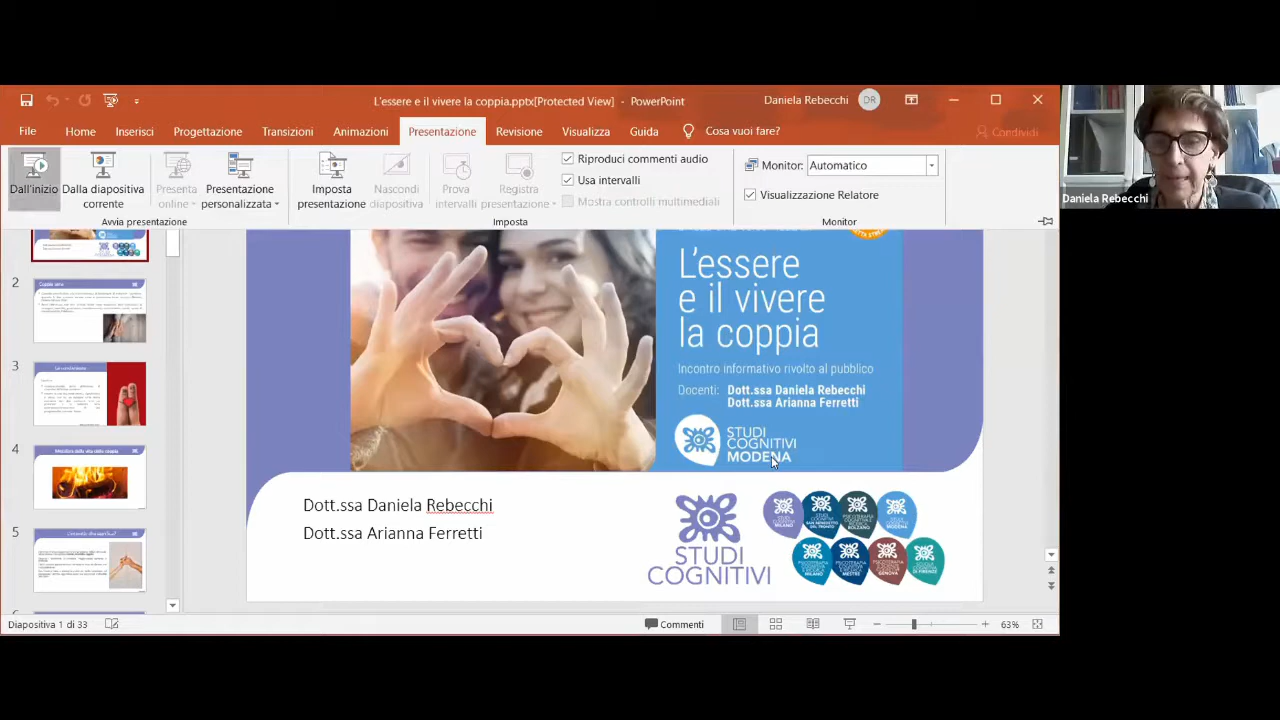 L'essere e il vivere la coppia.pptx[Protected View] - PowerPoint
Daniela Rebecchi
DR
File
Home
Inserisci
Progettazione
Transizioni
Animazioni
Presentazione
Revisione
Visualizza
Guida
Cosa vuoi fare?
Condividi
Dall'inizio
Dalla diapositiva corrente
Presenta online
Presentazione personalizzata
Avvia presentazione
Imposta presentazione
Nascondi diapositiva
Prova intervalli
Registra presentazione
Riproduci commenti audio
Usa intervalli
Mostra controlli multimediali
Imposta
Monitor:
Automatico
Visualizzazione Relatore
Monitor
Daniela Rebecchi
2
3
4
5
L'essere
e il vivere
la coppia
Incontro informativo rivolto al pubblico
Docenti: Dott.ssa Daniela Rebecchi
Dott.ssa Arianna Ferretti
STUDI
COGNITIVI
MODENA
Dott.ssa Daniela Rebecchi
Dott.ssa Arianna Ferretti
STUDI
COGNITIVI
Diapositiva 1 di 33
Commenti
63%